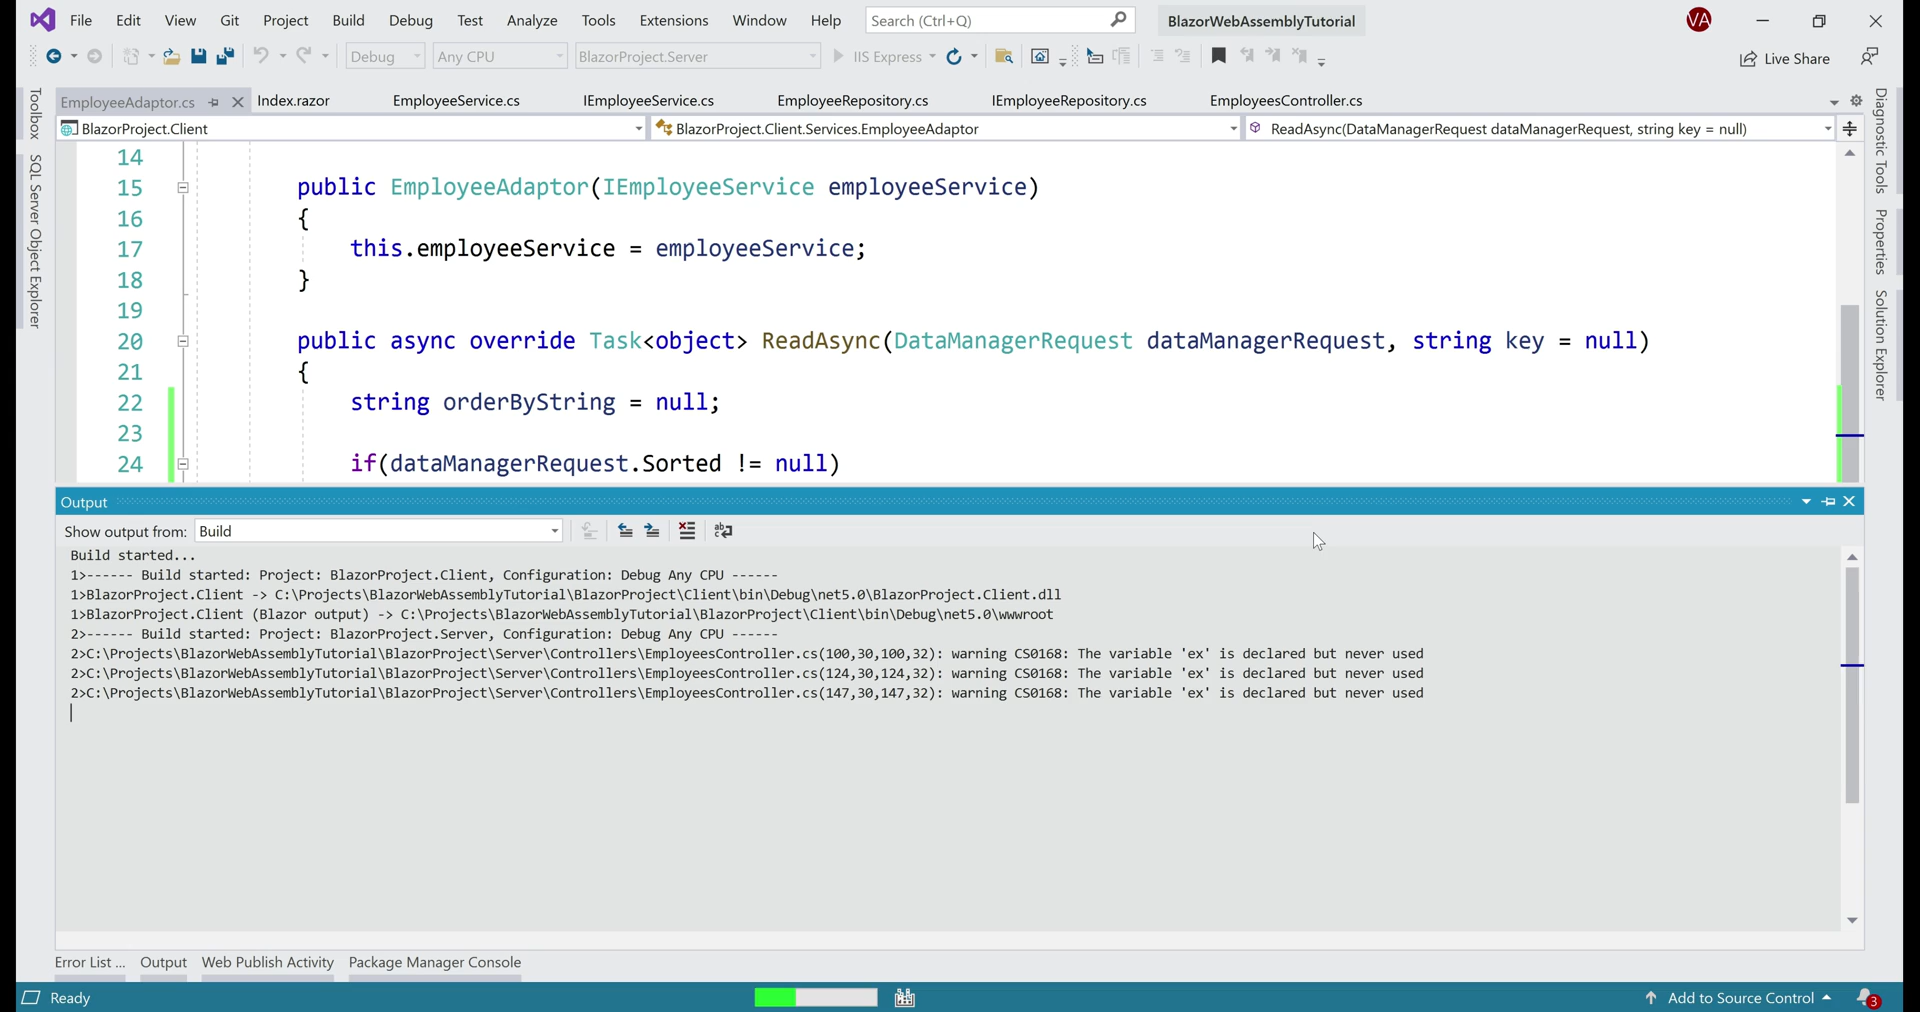 File Edit View Git Project Build Debug Test Analyze Tools Extensions Window Help Search (Ctrl+Q) BlazorWebAssemblyTutorial VA
Debug Any CPU BlazorProject.Server IIS Express Live Share
EmployeeAdaptor.cs Index.razor EmployeeService.cs IEmployeeService.cs EmployeeRepository.cs IEmployeeRepository.cs EmployeesController.cs
BlazorProject.Client BlazorProject.Client.Services.EmployeeAdaptor ReadAsync(DataManagerRequest dataManagerRequest, string key = null)
Toolbox
SQL Server Object Explorer
14
15 public EmployeeAdaptor(IEmployeeService employeeService)
16 {
17 this.employeeService = employeeService;
18 }
19
20 public async override Task<object> ReadAsync(DataManagerRequest dataManagerRequest, string key = null)
21 {
22 string orderByString = null;
23
24 if(dataManagerRequest.Sorted != null)
Diagnostic Tools
Properties
Solution Explorer
Output
Show output from: Build
Build started...
1>------ Build started: Project: BlazorProject.Client, Configuration: Debug Any CPU ------
1>BlazorProject.Client -> C:\Projects\BlazorWebAssemblyTutorial\BlazorProject\Client\bin\Debug\net5.0\BlazorProject.Client.dll
1>BlazorProject.Client (Blazor output) -> C:\Projects\BlazorWebAssemblyTutorial\BlazorProject\Client\bin\Debug\net5.0\wwwroot
2>------ Build started: Project: BlazorProject.Server, Configuration: Debug Any CPU ------
2>C:\Projects\BlazorWebAssemblyTutorial\BlazorProject\Server\Controllers\EmployeesController.cs(100,30,100,32): warning CS0168: The variable 'ex' is declared but never used
2>C:\Projects\BlazorWebAssemblyTutorial\BlazorProject\Server\Controllers\EmployeesController.cs(124,30,124,32): warning CS0168: The variable 'ex' is declared but never used
2>C:\Projects\BlazorWebAssemblyTutorial\BlazorProject\Server\Controllers\EmployeesController.cs(147,30,147,32): warning CS0168: The variable 'ex' is declared but never used
Error List ... Output Web Publish Activity Package Manager Console
Ready Add to Source Control 3